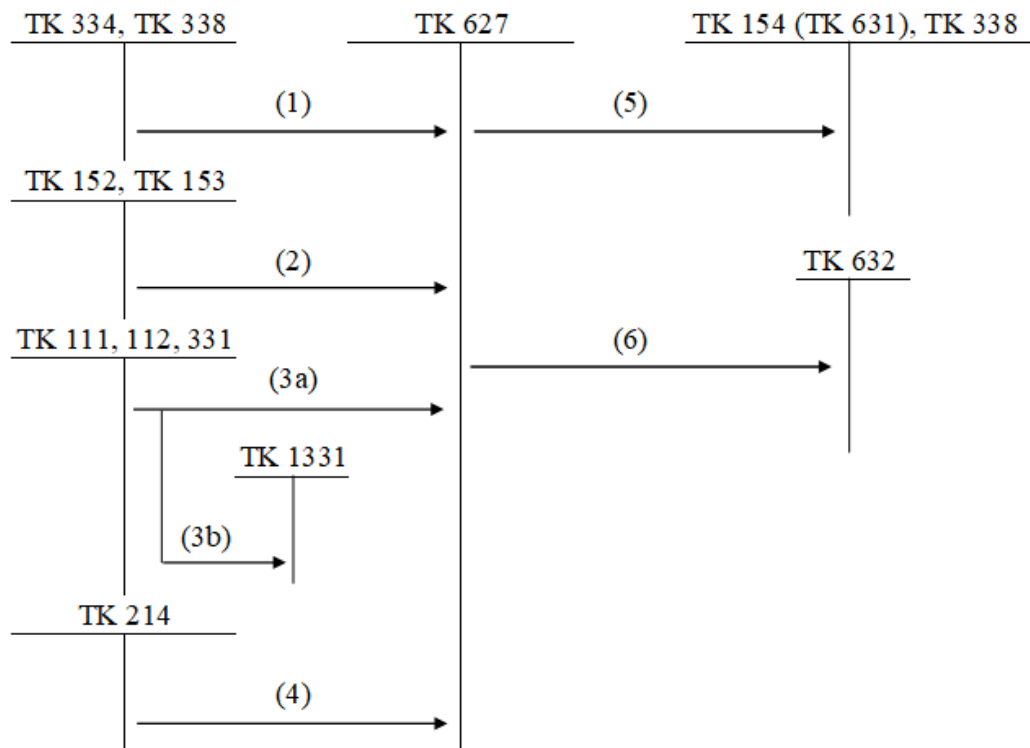 TK 334, TK 338
TK 627
TK 154 (TK 631), TK 338
(1)
(5)
TK 152, TK 153
(2)
TK 632
TK 111, 112, 331
(6)
(3a)
TK 1331
(3b)
TK 214
(4)